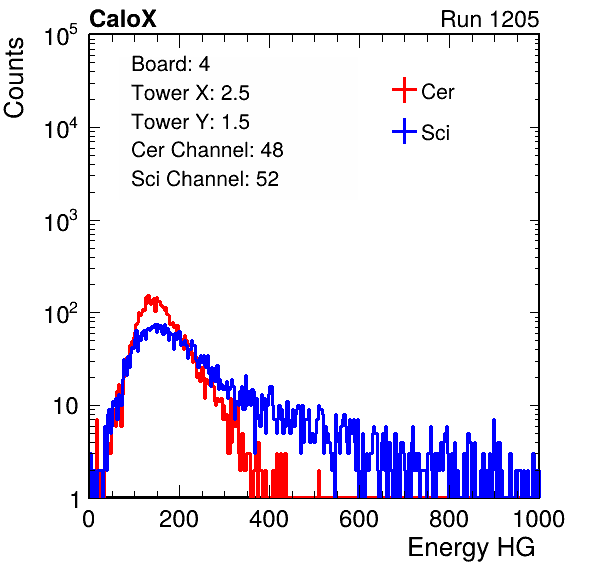 CaloX Run 1205
Counts
Board: 4
Tower X: 2.5
Tower Y: 1.5
Cer Channel: 48
Sci Channel: 52
Cer
Sci
10^5
10^4
10^3
10^2
10
1
0 200 400 600 800 1000
Energy HG